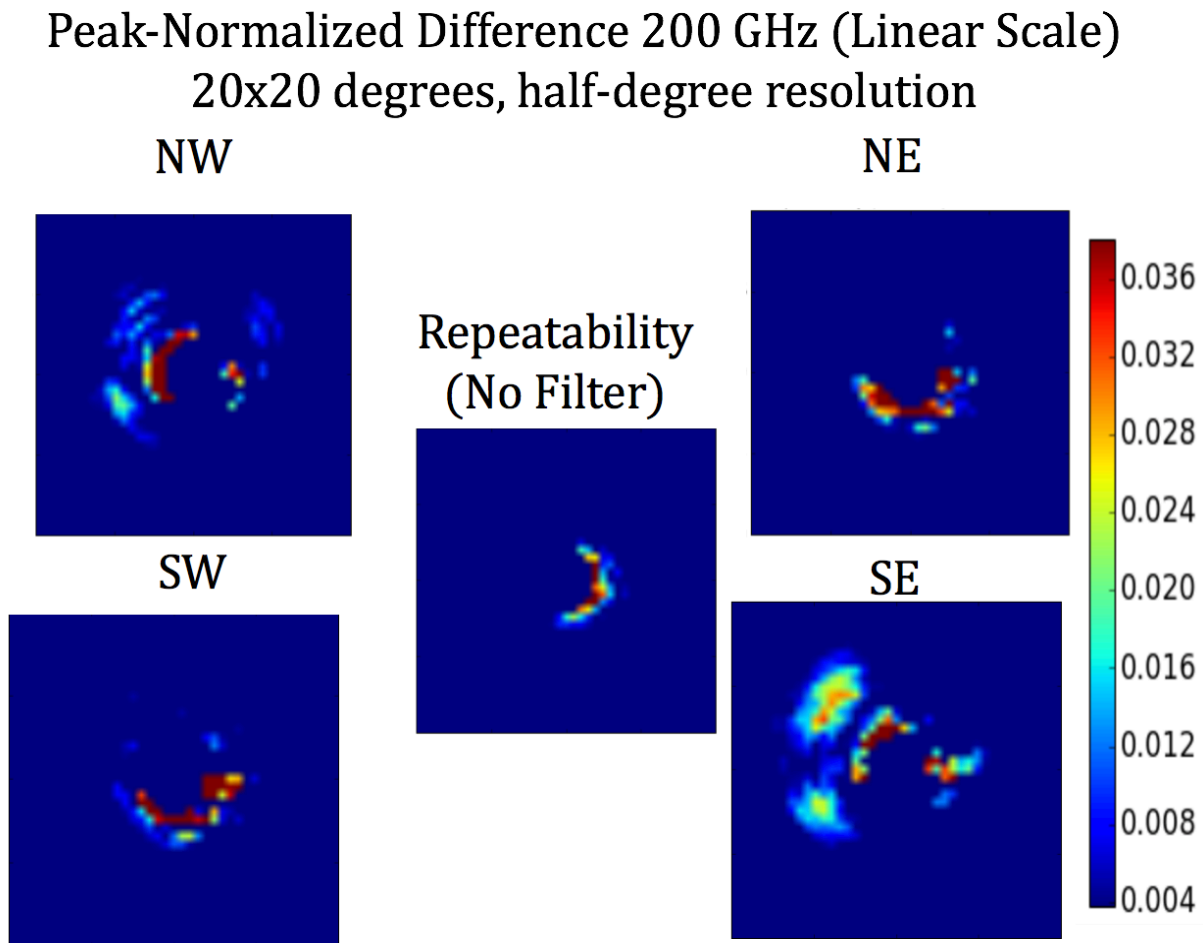 Peak-Normalized Difference 200 GHz (Linear Scale)
20x20 degrees, half-degree resolution
NW
NE
Repeatability
(No Filter)
SW
SE
0.036
0.032
0.028
0.024
0.020
0.016
0.012
0.008
0.004